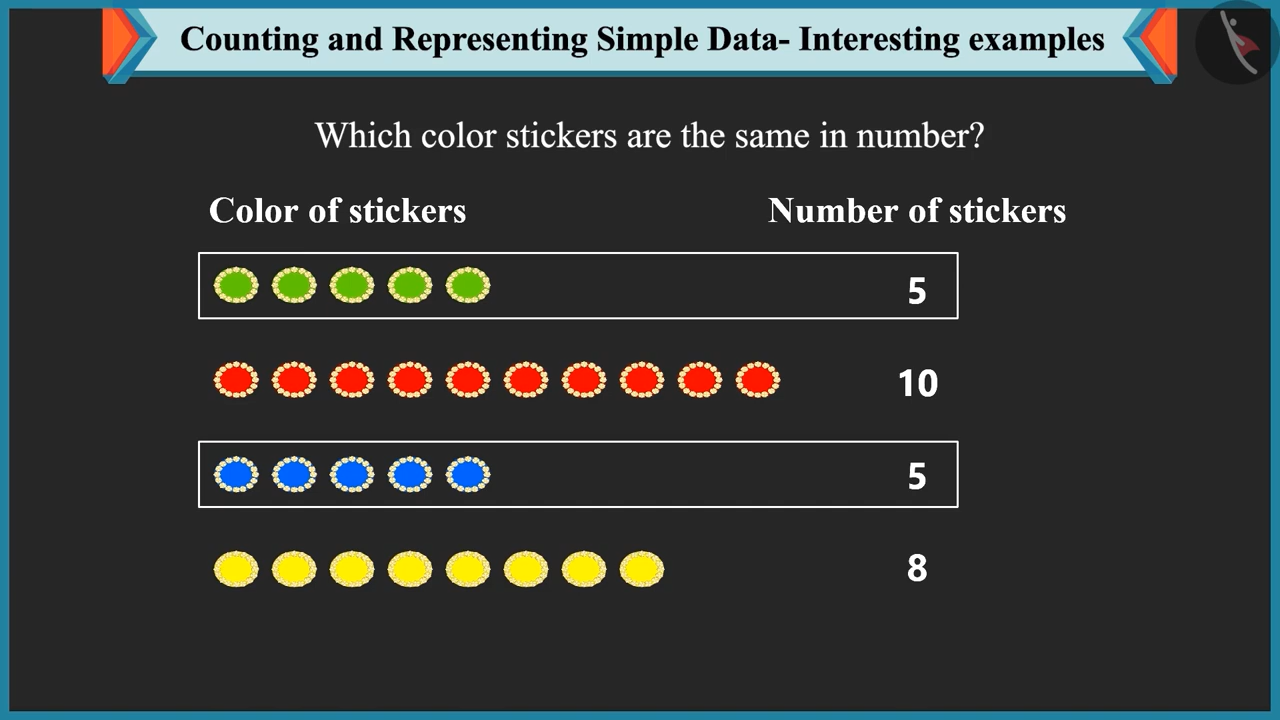 Counting and Representing Simple Data- Interesting examples
Which color stickers are the same in number?
Color of stickers Number of stickers
5
10
5
8